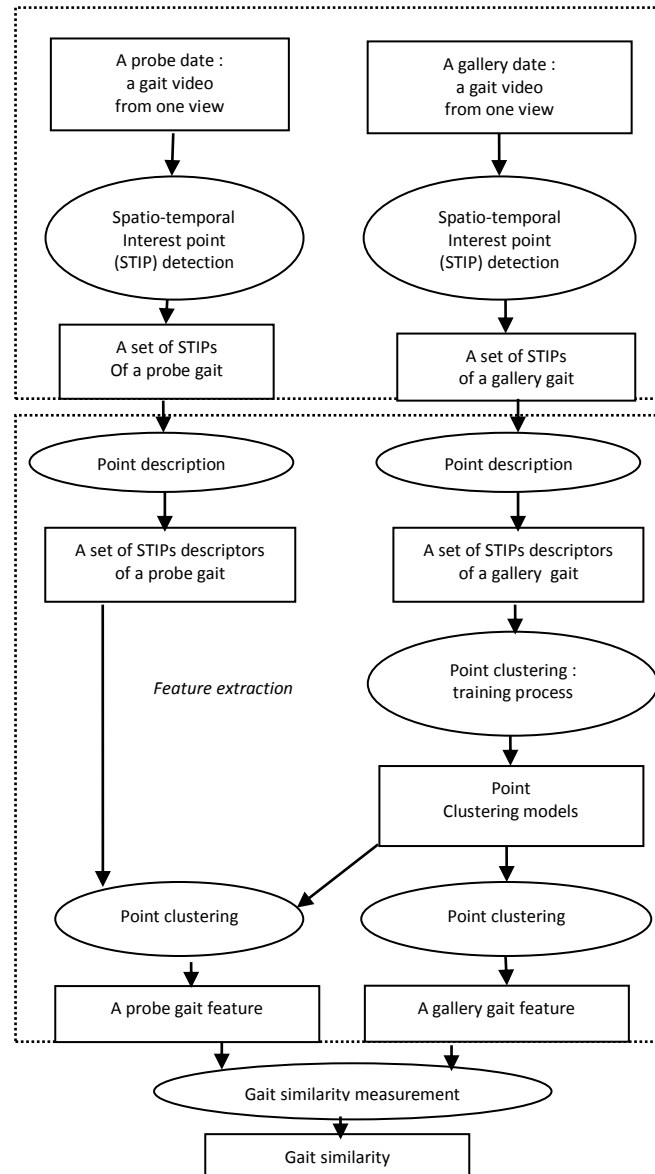 A probe date :
a gait video
from one view
A gallery date :
a gait video
from one view
Spatio-temporal
Interest point
(STIP) detection
Spatio-temporal
Interest point
(STIP) detection
A set of STIPs
Of a probe gait
A set of STIPs
of a gallery gait
Point description
Point description
A set of STIPs descriptors
of a probe gait
A set of STIPs descriptors
of a gallery gait
Point clustering :
training process
Feature extraction
Point
Clustering models
Point clustering
Point clustering
A probe gait feature
A gallery gait feature
Gait similarity measurement
Gait similarity